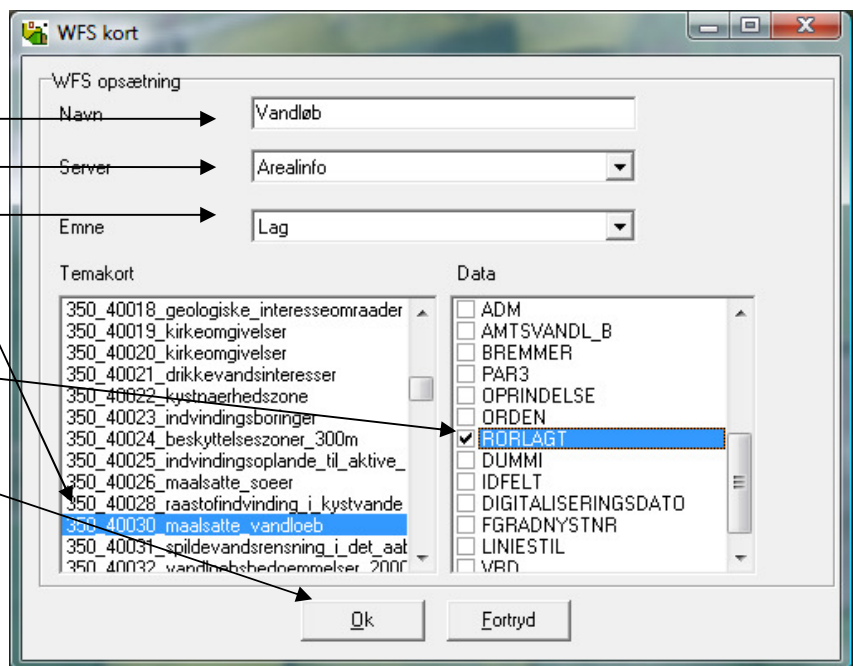 WFS kort
WFS opsætning
Navn
Vandløb
Server
Arealinfo
Emne
Lag
Temakort
350_40018_geologiske_interesseomraader
350_40019_kirkeomgivelser
350_40020_kirkeomgivelser
350_40021_drikkevandsinteresser
350_40022_kystnaerhedszone
350_40023_indvindingsboringer
350_40024_beskyttelseszoner_300m
350_40025_indvindingsoplande_til_aktive_
350_40026_maalsatte_soeer
350_40028_raastofindvinding_i_kystvande
350_40030_maalsatte_vandloeb
350_40031_spildevandsrensning_i_det_aab
350_40032_vandloebsbedoemmelser_2000
Data
ADM
AMTSVANDL_B
BREMMER
PAR3
OPRINDELSE
ORDEN
RORLAGT
DUMMI
IDFELT
DIGITALISERINGSDATO
FGRADNYSTNR
LINIESTIL
VBD
Ok
Fortryd